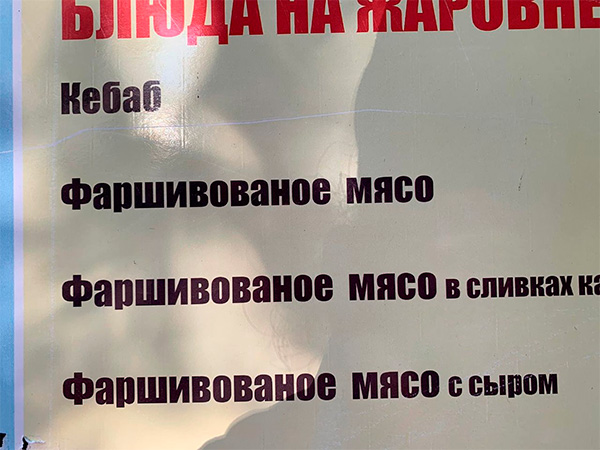 БЛЮДА НА ЖАРОВНЕ
Кебаб
Фаршивованое мясо
Фаршивованое мясо в сливках
Фаршивованое мясо с сыром